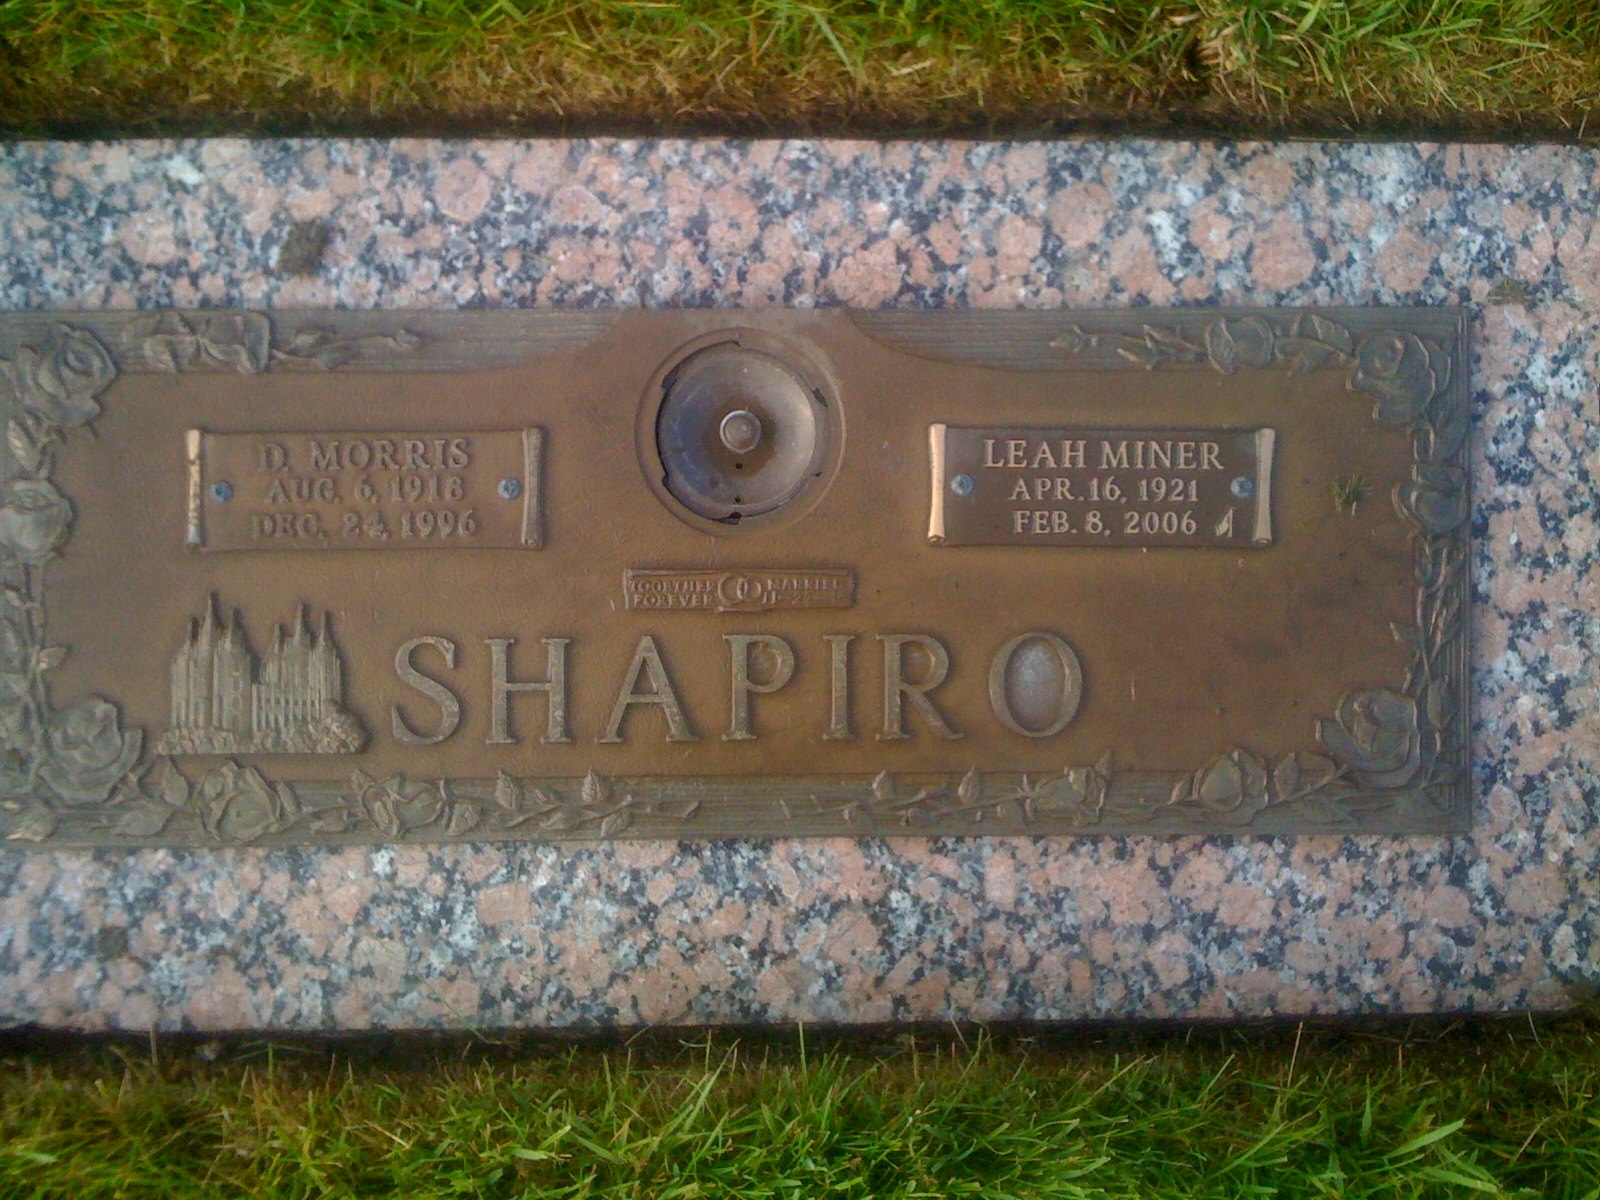 D. MORRIS
AUG. 6, 1918
DEC. 24, 1996
LEAH MINER
APR. 16, 1921
FEB. 8, 2006
TOGETHER
FOREVER
MARRIED
SHAPIRO